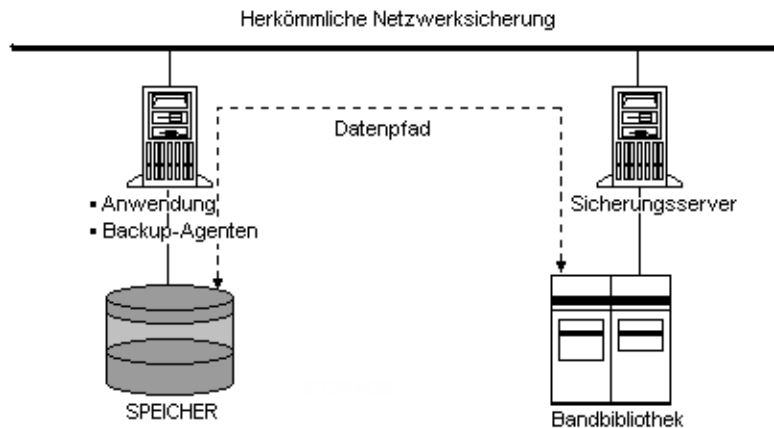 Herkömmliche Netzwerksicherung
Datenpfad
▪ Anwendung
▪ Backup-Agenten
Sicherungsserver
SPEICHER
Bandbibliothek